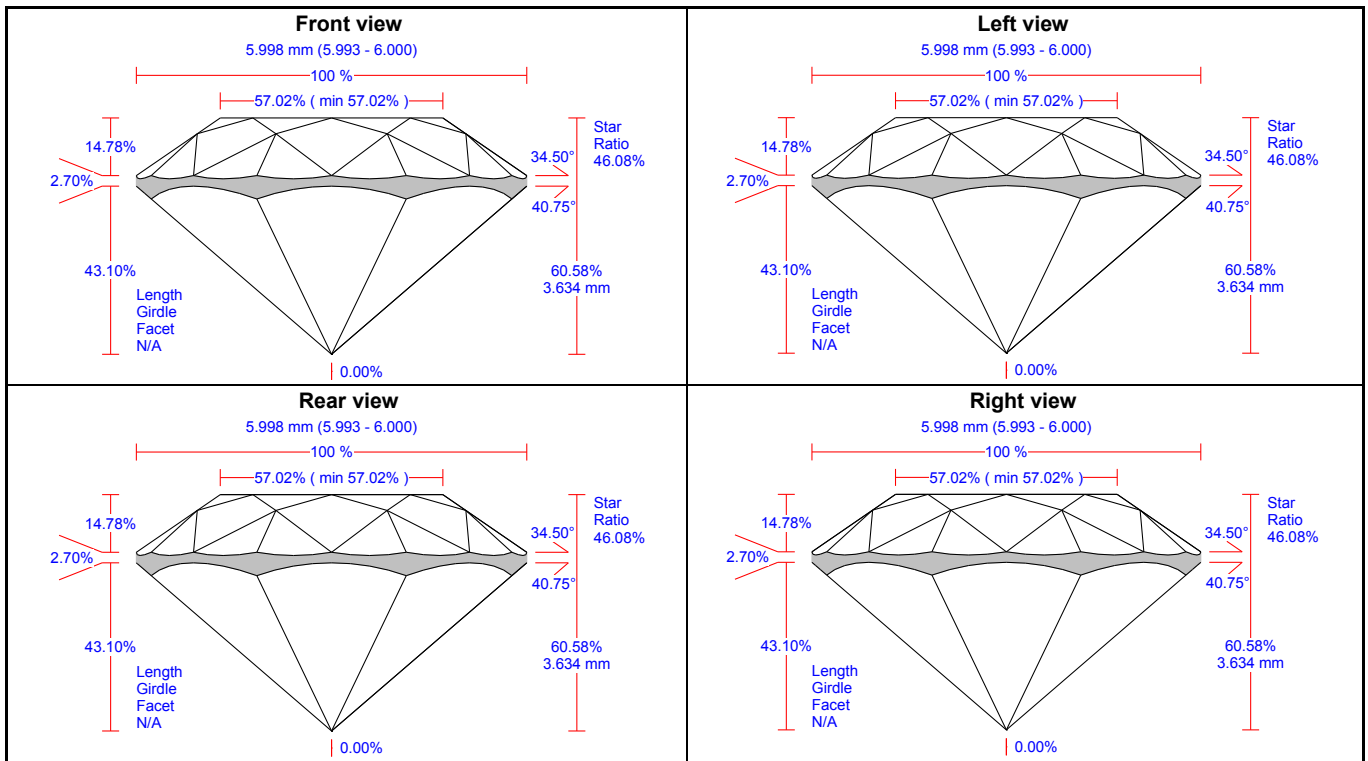 Front view
5.998 mm (5.993 - 6.000)
100 %
57.02% ( min 57.02% )
14.78%
Star
Ratio
46.08%
34.50°
2.70%
40.75°
43.10%
60.58%
3.634 mm
Length
Girdle
Facet
N/A
0.00%
Left view
5.998 mm (5.993 - 6.000)
100 %
57.02% ( min 57.02% )
14.78%
Star
Ratio
46.08%
34.50°
2.70%
40.75°
43.10%
60.58%
3.634 mm
Length
Girdle
Facet
N/A
0.00%
Rear view
5.998 mm (5.993 - 6.000)
100 %
57.02% ( min 57.02% )
14.78%
Star
Ratio
46.08%
34.50°
2.70%
40.75°
43.10%
60.58%
3.634 mm
Length
Girdle
Facet
N/A
0.00%
Right view
5.998 mm (5.993 - 6.000)
100 %
57.02% ( min 57.02% )
14.78%
Star
Ratio
46.08%
34.50°
2.70%
40.75°
43.10%
60.58%
3.634 mm
Length
Girdle
Facet
N/A
0.00%